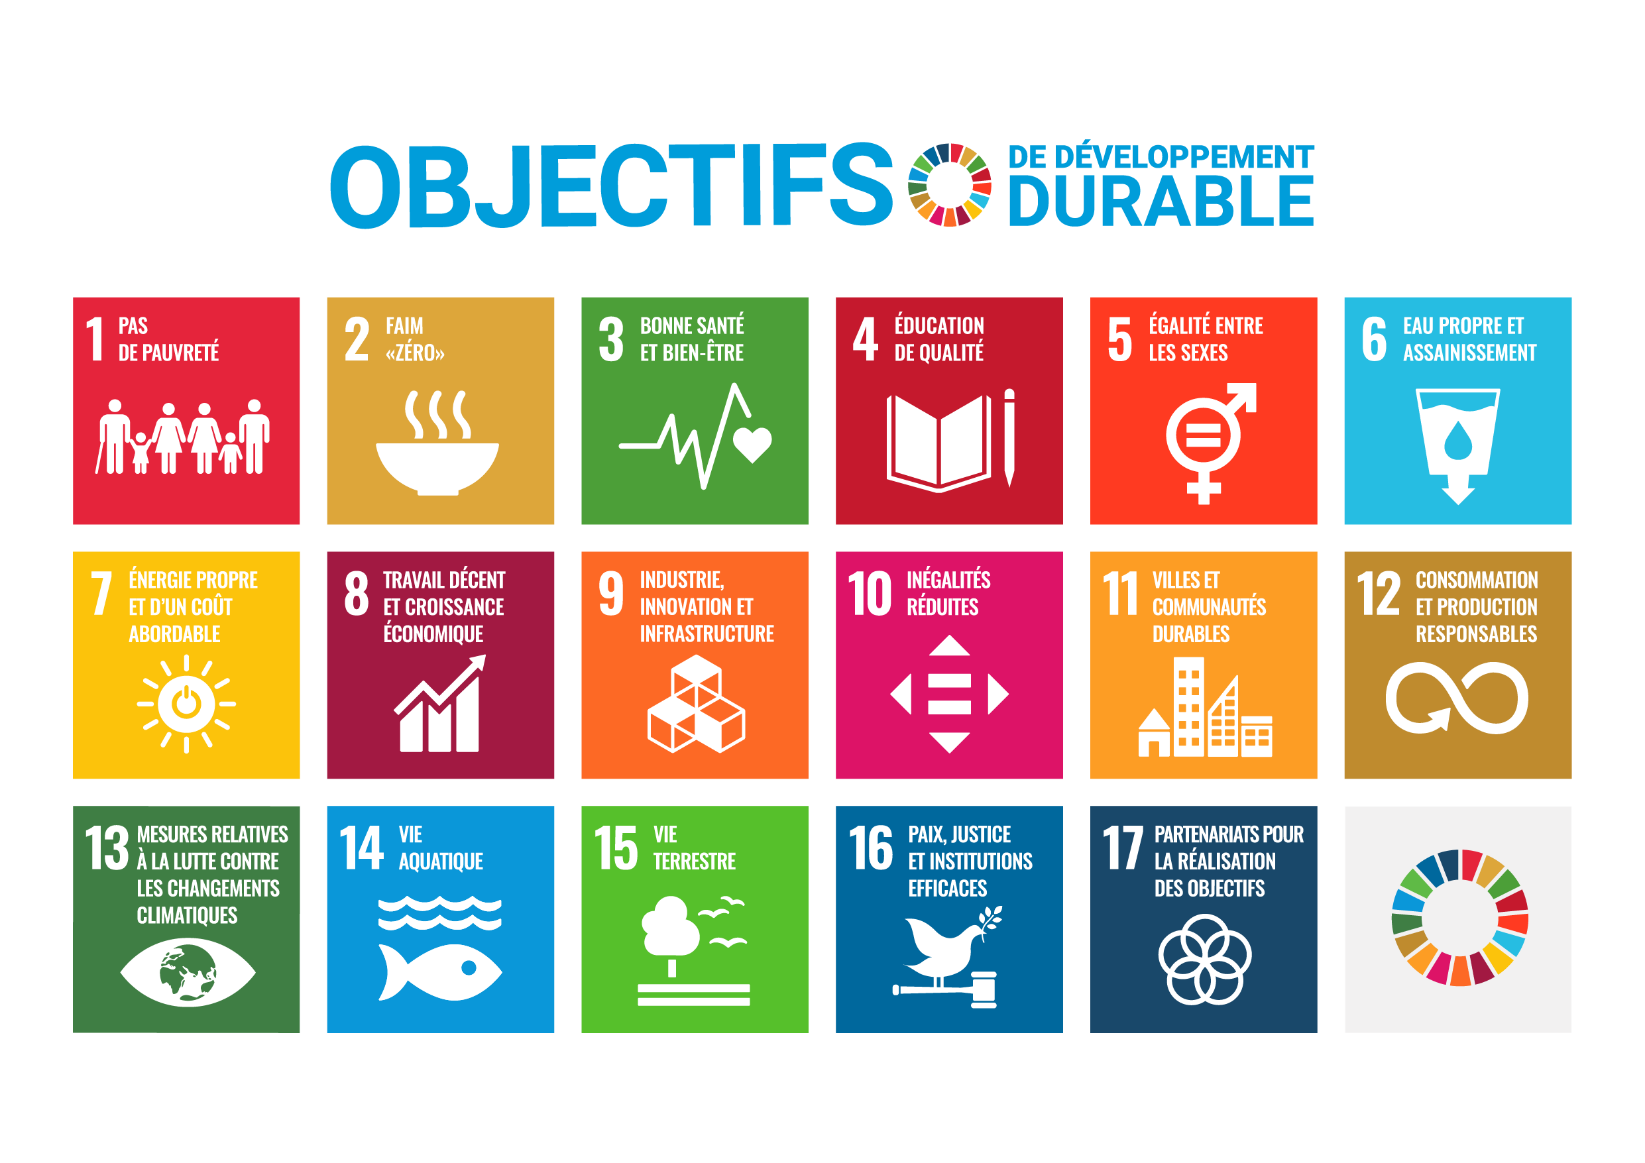 OBJECTIFS
DE DÉVELOPPEMENT
DURABLE
1 PAS
DE PAUVRETÉ
2 FAIM
«ZÉRO»
3 BONNE SANTÉ
ET BIEN-ÊTRE
4 ÉDUCATION
DE QUALITÉ
5 ÉGALITÉ ENTRE
LES SEXES
6 EAU PROPRE ET
ASSAINISSEMENT
7 ÉNERGIE PROPRE
ET D'UN COÛT
ABORDABLE
8 TRAVAIL DÉCENT
ET CROISSANCE
ÉCONOMIQUE
9 INDUSTRIE,
INNOVATION ET
INFRASTRUCTURE
10 INÉGALITÉS
RÉDUITES
11 VILLES ET
COMMUNAUTÉS
DURABLES
12 CONSOMMATION
ET PRODUCTION
RESPONSABLES
13 MESURES RELATIVES
À LA LUTTE CONTRE
LES CHANGEMENTS
CLIMATIQUES
14 VIE
AQUATIQUE
15 VIE
TERRESTRE
16 PAIX, JUSTICE
ET INSTITUTIONS
EFFICACES
17 PARTENARIATS POUR
LA RÉALISATION
DES OBJECTIFS